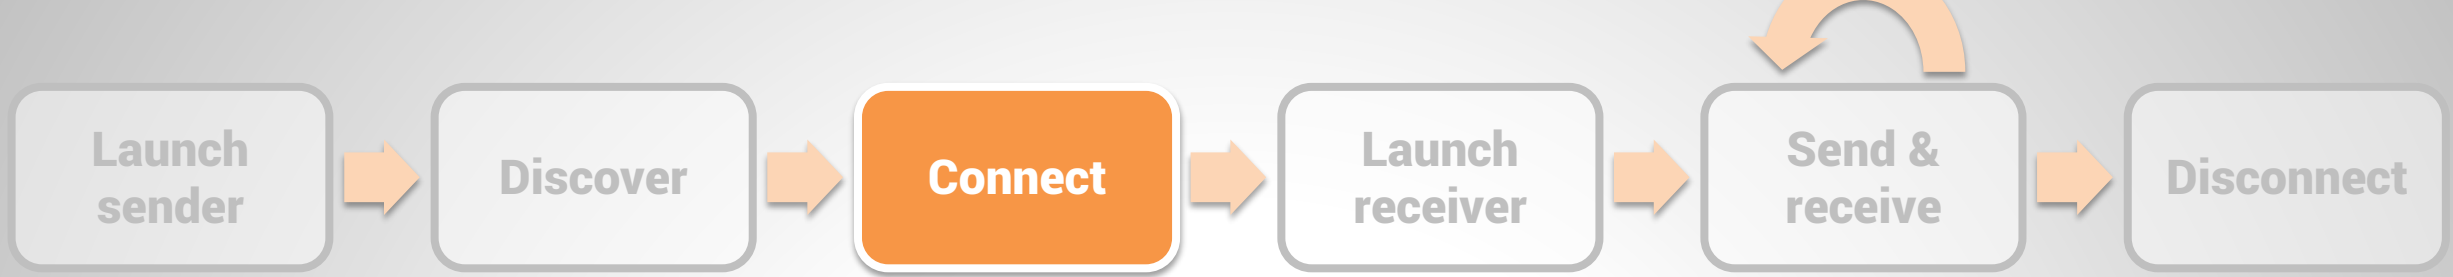 Launch
sender
Discover
Connect
Launch
receiver
Send &
receive
Disconnect